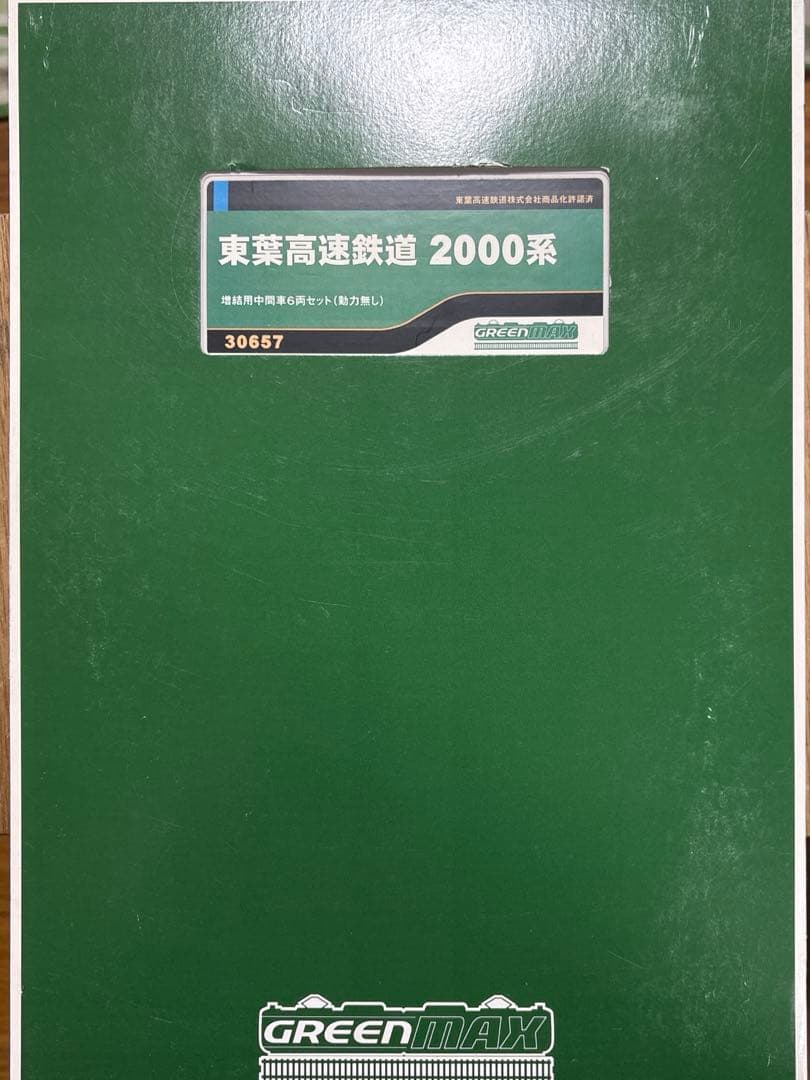 東葉高速鉄道株式会社商品化許諾済
東葉高速鉄道 2000系
増結用中間車6両セット(動力無し)
30657
GREENMAX
GREENMAX